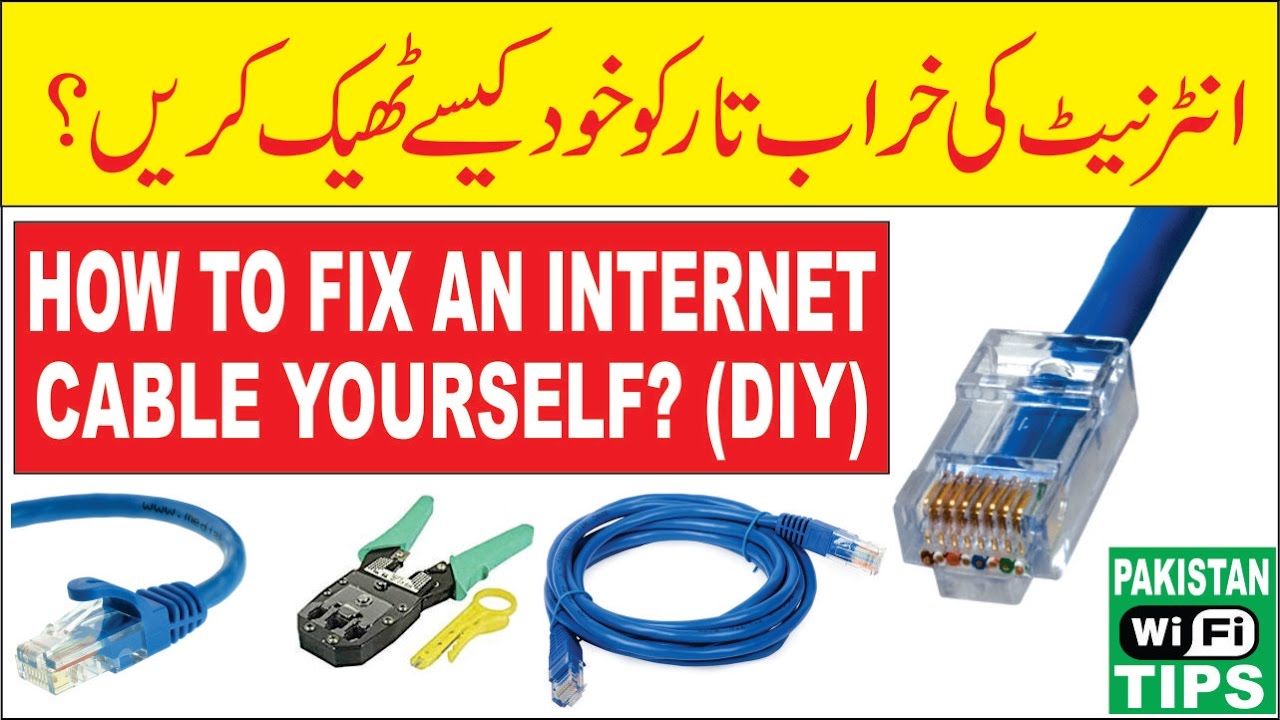 انٹرنیٹ کی خراب تار کو خود کیسے ٹھیک کریں؟
HOW TO FIX AN INTERNET
CABLE YOURSELF? (DIY)
PAKISTAN
WiFi
TIPS